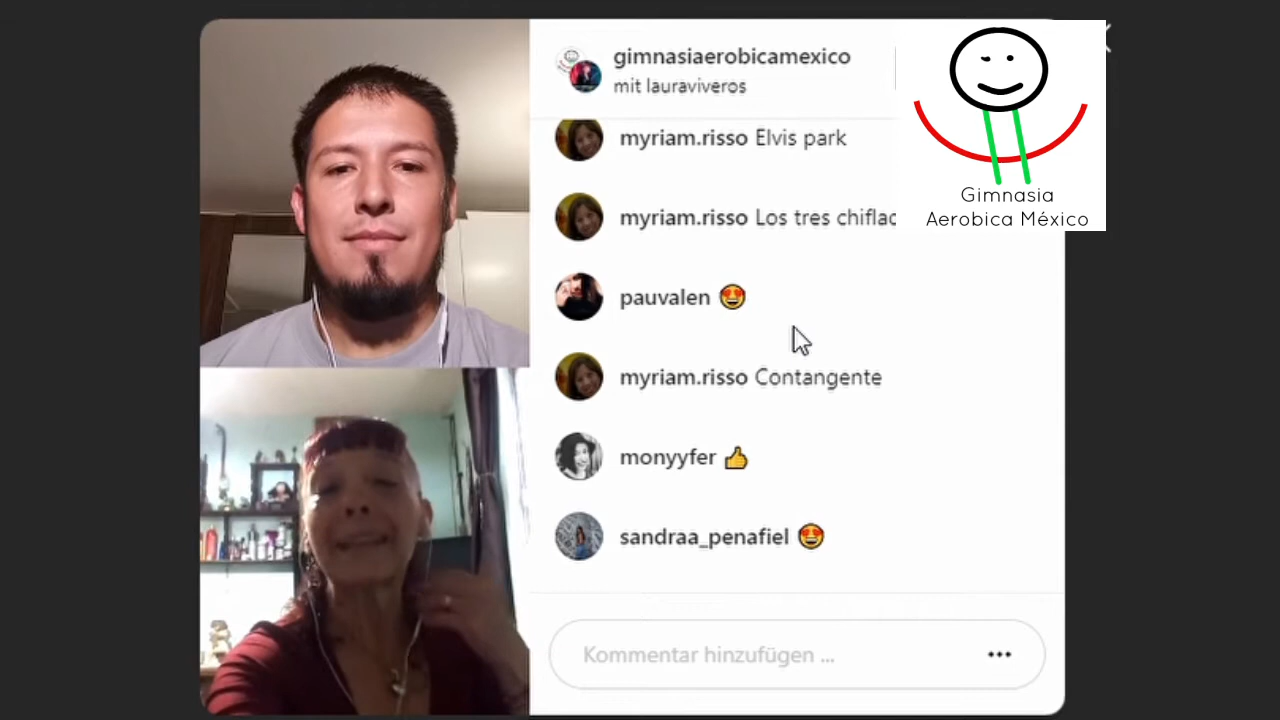 gimnasiaerobicamexico
mit lauraviveros
myriam.risso Elvis park
myriam.risso Los tres chiflac
pauvalen 😍
myriam.risso Contangente
monyyfer 👍
sandraa_penafiel 😍
Kommentar hinzufügen ...
Gimnasia
Aerobica México